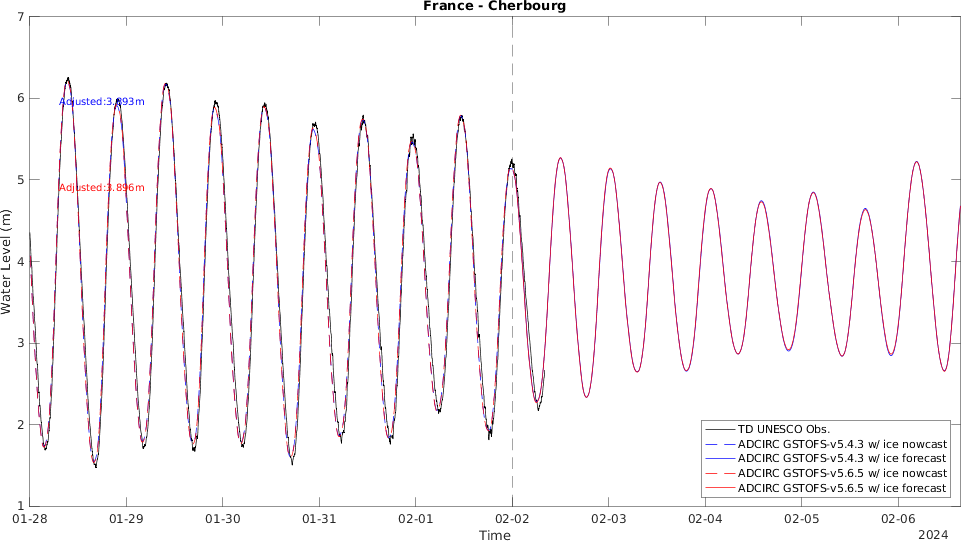 France - Cherbourg
7
6
5
4
3
2
1
Water Level (m)
Adjusted:3.893m
Adjusted:3.896m
TD UNESCO Obs.
ADCIRC GSTOFS-v5.4.3 w/ ice nowcast
ADCIRC GSTOFS-v5.4.3 w/ ice forecast
ADCIRC GSTOFS-v5.6.5 w/ ice nowcast
ADCIRC GSTOFS-v5.6.5 w/ ice forecast
01-28 01-29 01-30 01-31 02-01 02-02 02-03 02-04 02-05 02-06
Time
2024